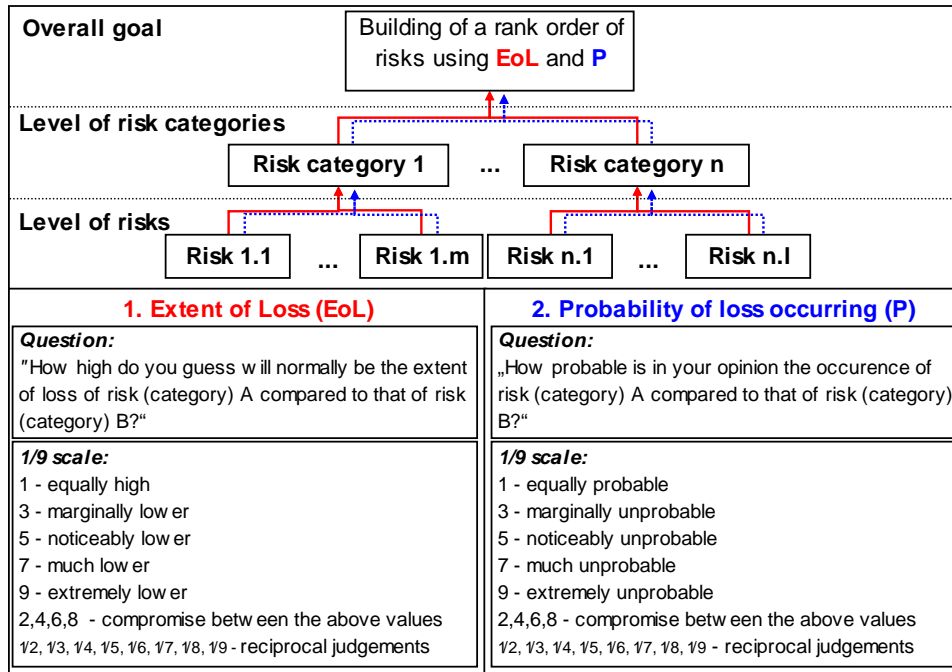 Overall goal
Building of a rank order of
risks using EoL and P
Level of risk categories
Risk category 1
...
Risk category n
Level of risks
Risk 1.1
...
Risk 1.m
Risk n.1
...
Risk n.l
1. Extent of Loss (EoL)
Question:
"How high do you guess will normally be the extent
of loss of risk (category) A compared to that of risk
(category) B?“
1/9 scale:
1 - equally high
3 - marginally lower
5 - noticeably lower
7 - much lower
9 - extremely lower
2,4,6,8 - compromise between the above values
1/2, 1/3, 1/4, 1/5, 1/6, 1/7, 1/8, 1/9 - reciprocal judgements
2. Probability of loss occurring (P)
Question:
„How probable is in your opinion the occurence of
risk (category) A compared to that of risk (category)
B?“
1/9 scale:
1 - equally probable
3 - marginally unprobable
5 - noticeably unprobable
7 - much unprobable
9 - extremely unprobable
2,4,6,8 - compromise between the above values
1/2, 1/3, 1/4, 1/5, 1/6, 1/7, 1/8, 1/9 - reciprocal judgements